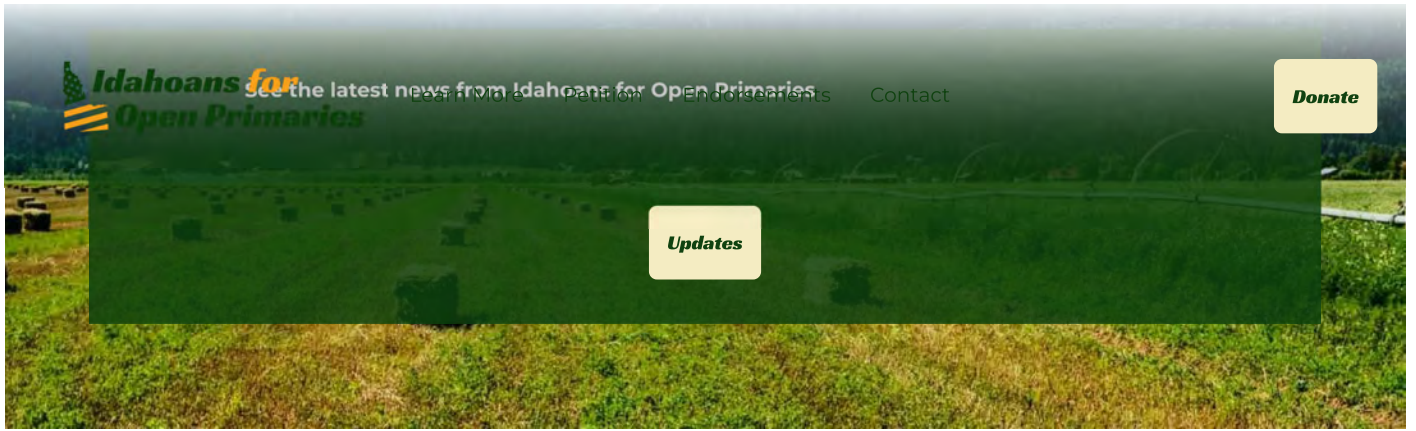 Idahoans for
Open Primaries
See the latest news from Idahoans for Open Primaries
Learn More
Petition
Endorsements
Contact
Donate
Updates